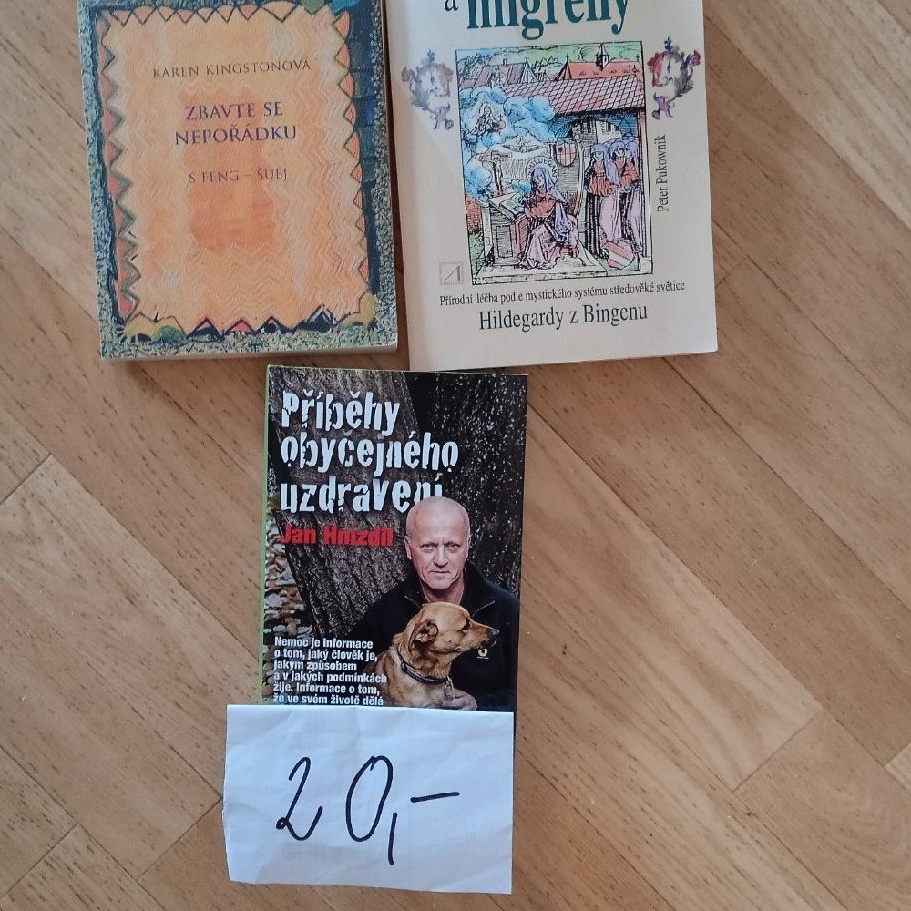 KAREN KINGSTONOVÁ
ZBAVTE SE
NEPOŘÁDKU
S FENG – ŠUEJ
a migrény
Peter Pukownik
Přírodní léčba podle mystického systému středověké světice
Hildegardy z Bingenu
Příběhy
obyčejného
uzdravení
Jan Hnízdil
Nemoc je informace
o tom, jaký člověk je,
jakým způsobem
a v jakých podmínkách
žije. Informace o tom,
že ve svém životě dělá
20,-